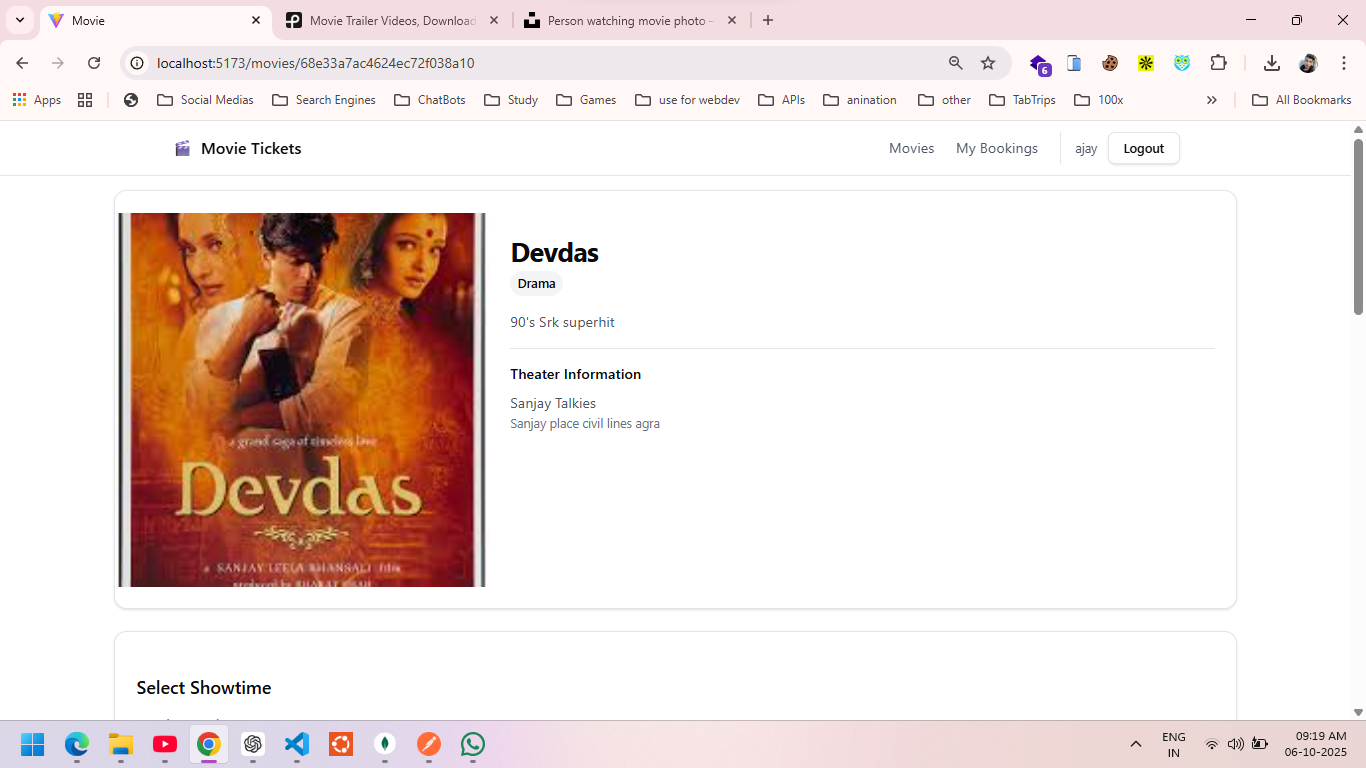 Movie
Movie Trailer Videos, Download
Person watching movie photo –
localhost:5173/movies/68e33a7ac4624ec72f038a10
6
Apps
Social Medias
Search Engines
ChatBots
Study
Games
use for webdev
APIs
anination
other
TabTrips
100x
All Bookmarks
Movie Tickets
Movies
My Bookings
ajay
Logout
Devdas
Drama
90's Srk superhit
Theater Information
Sanjay Talkies
Sanjay place civil lines agra
a grand saga of timeless love
Devdas
a SANJAY LEELA BHANSALI film
produced by BHARAT SHAH
Select Showtime
ENG
IN
09:19 AM
06-10-2025